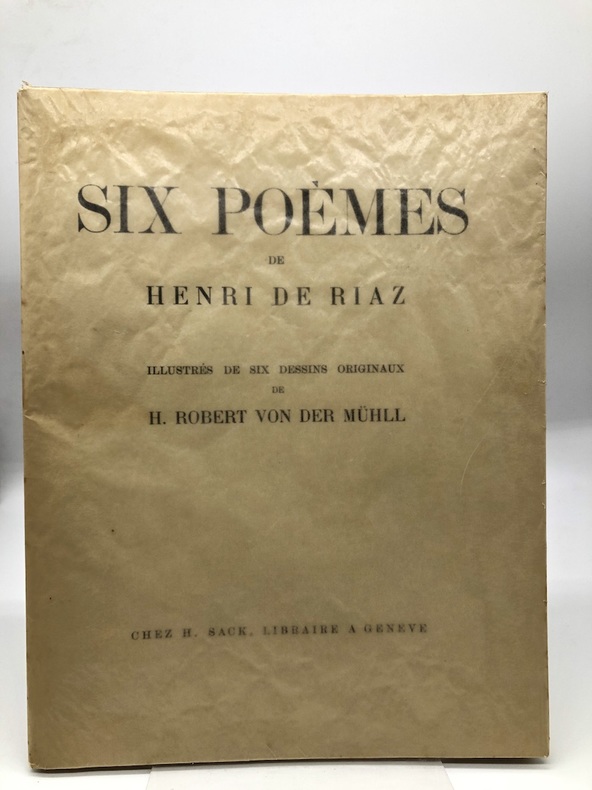 SIX POÈMES
DE
HENRI DE RIAZ
ILLUSTRÉS DE SIX DESSINS ORIGINAUX
DE
H. ROBERT VON DER MÜHLL
CHEZ H. SACK, LIBRAIRE A GENEVE